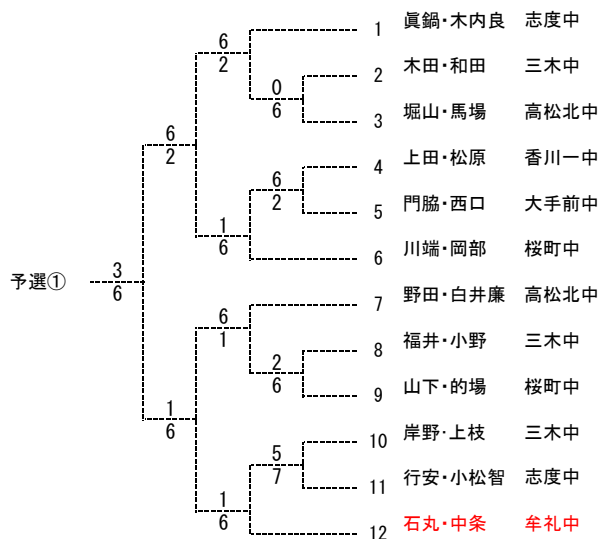 予選①
3
6
6
2
1
6
6
2
1
6
6
1
1
6
0
6
6
2
2
6
5
7
1 眞鍋・木内良 志度中
2 木田・和田 三木中
3 堀山・馬場 高松北中
4 上田・松原 香川一中
5 門脇・西口 大手前中
6 川端・岡部 桜町中
7 野田・白井廉 高松北中
8 福井・小野 三木中
9 山下・的場 桜町中
10 岸野・上枝 三木中
11 行安・小松智 志度中
12 石丸・中条 牟礼中